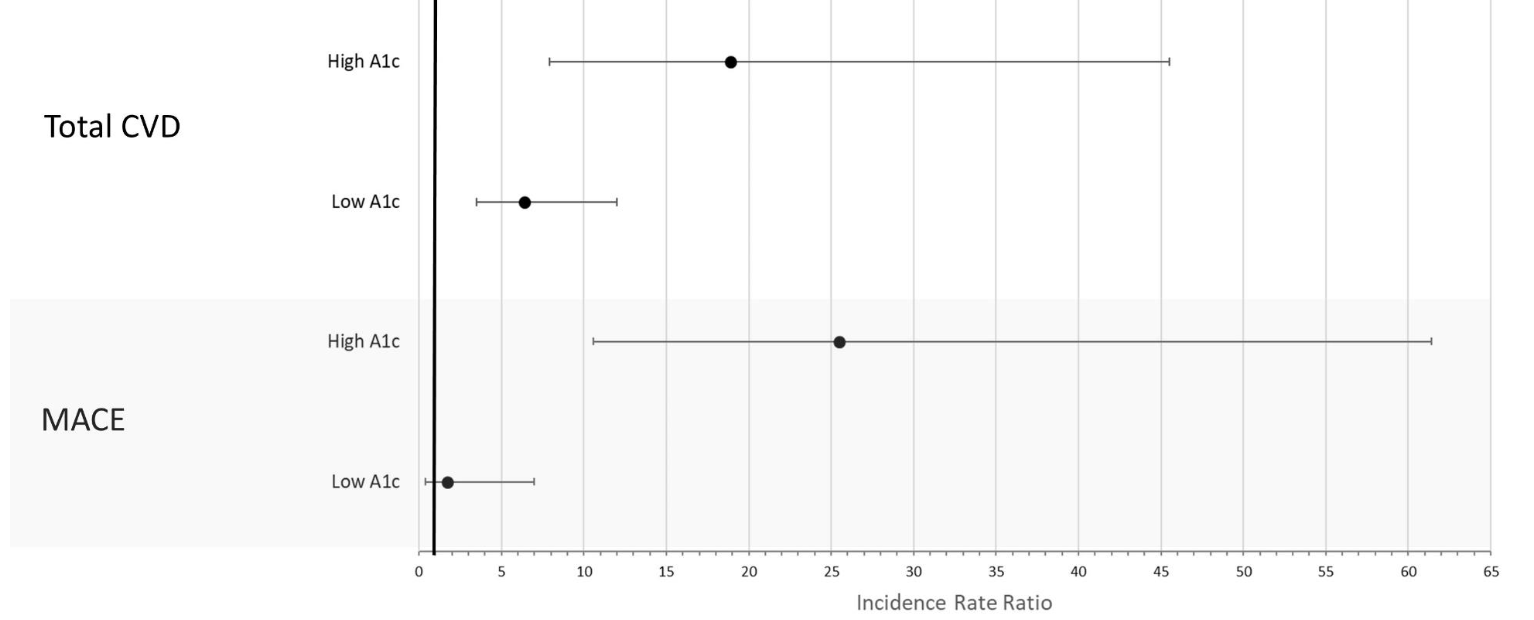 High A1c
Total CVD
Low A1c
High A1c
MACE
Low A1c
0 5 10 15 20 25 30 35 40 45 50 55 60 65
Incidence Rate Ratio